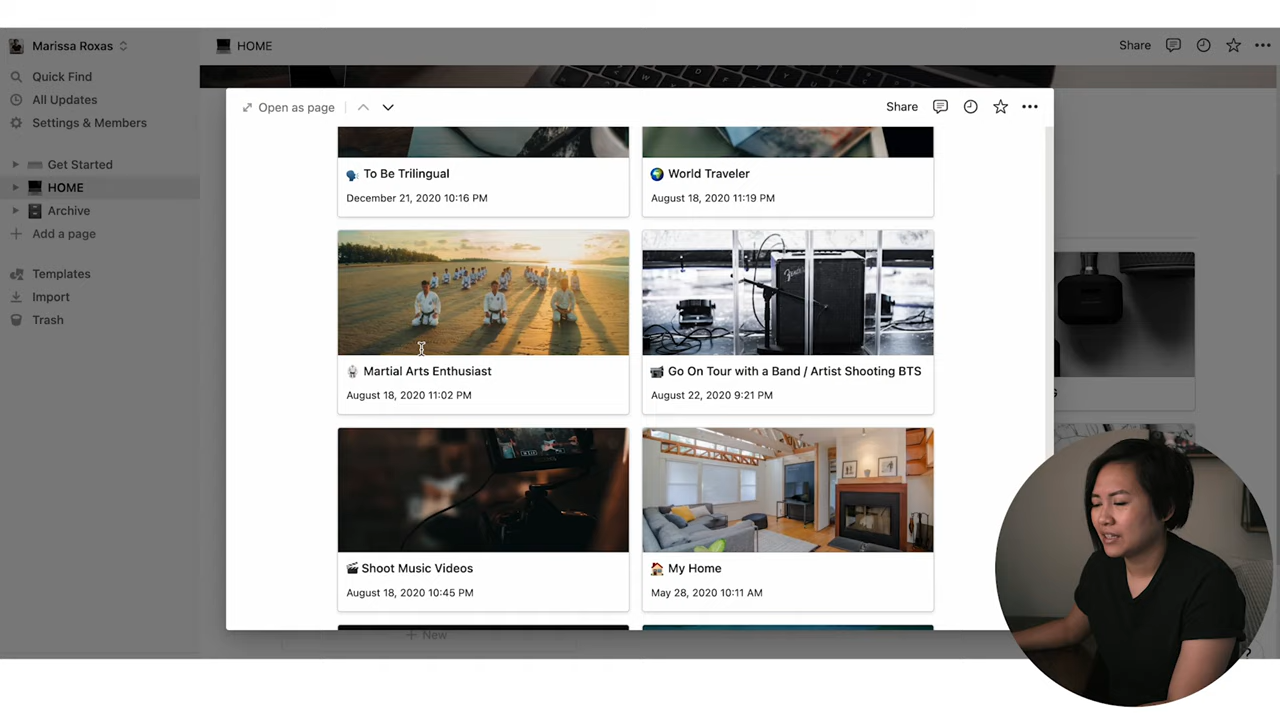 Marissa Roxas
HOME
Share
Quick Find
All Updates
Settings & Members
Get Started
HOME
Archive
Add a page
Templates
Import
Trash
Open as page
Share
To Be Trilingual
December 21, 2020 10:16 PM
World Traveler
August 18, 2020 11:19 PM
Fender
Martial Arts Enthusiast
August 18, 2020 11:02 PM
Go On Tour with a Band / Artist Shooting BTS
August 22, 2020 9:21 PM
Shoot Music Videos
August 18, 2020 10:45 PM
My Home
May 28, 2020 10:11 AM
New
?